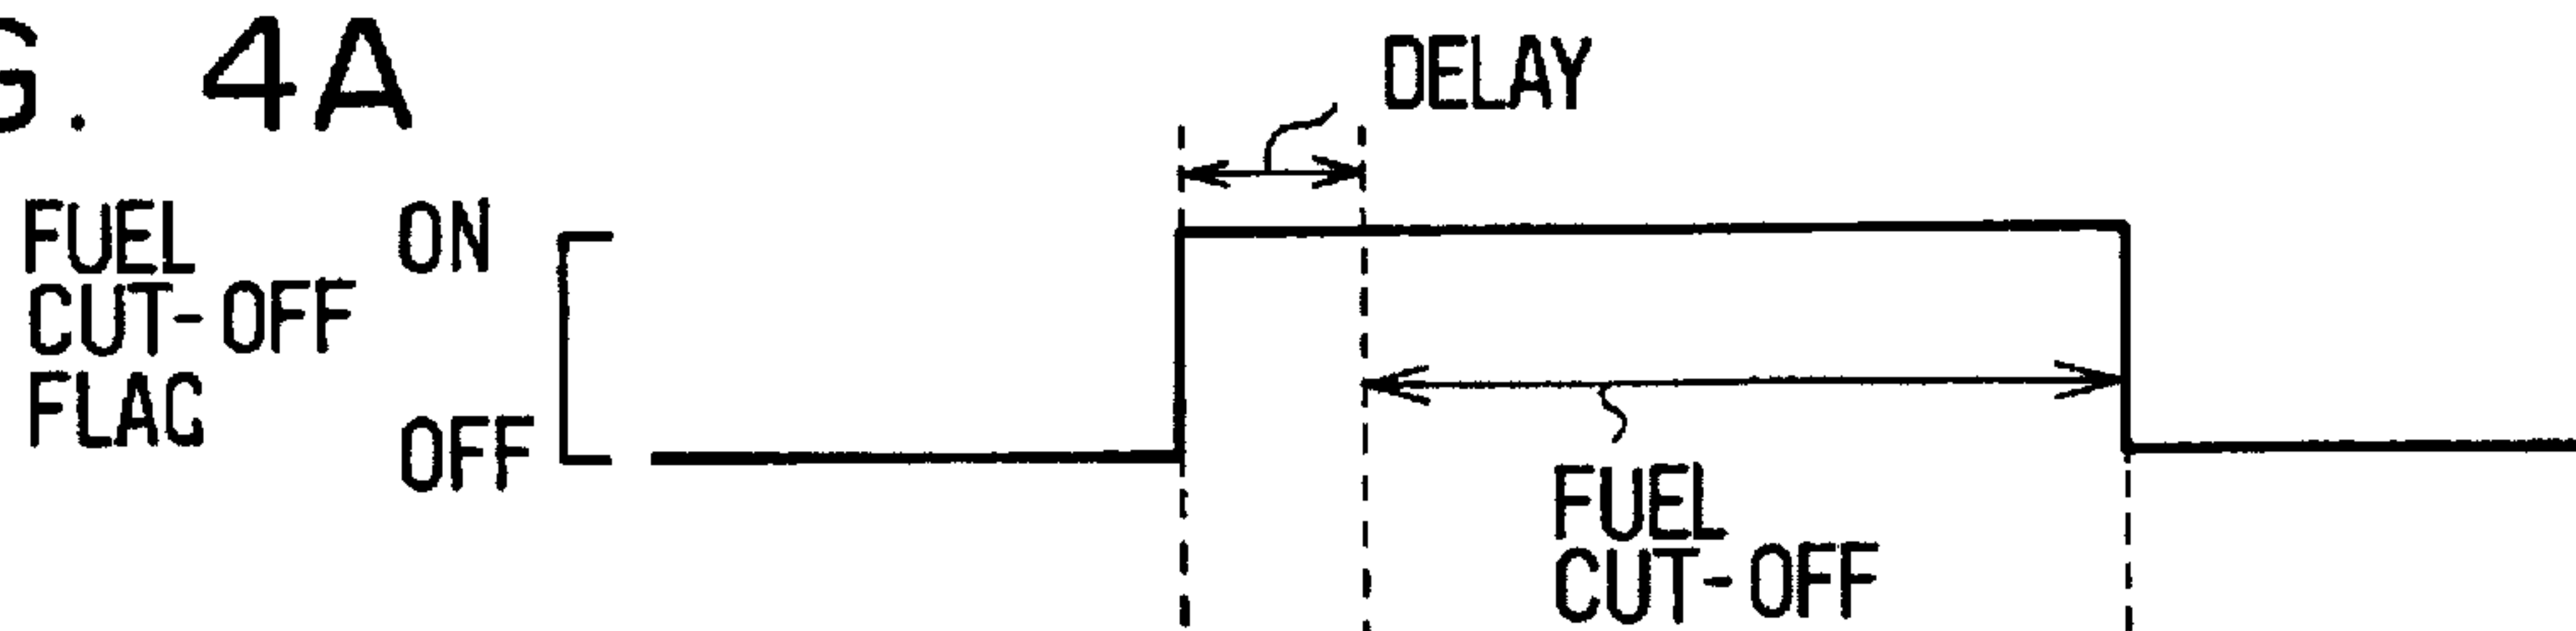 G. 4A
DELAY
FUEL
CUT-OFF
FLAG
ON
OFF
FUEL
CUT-OFF